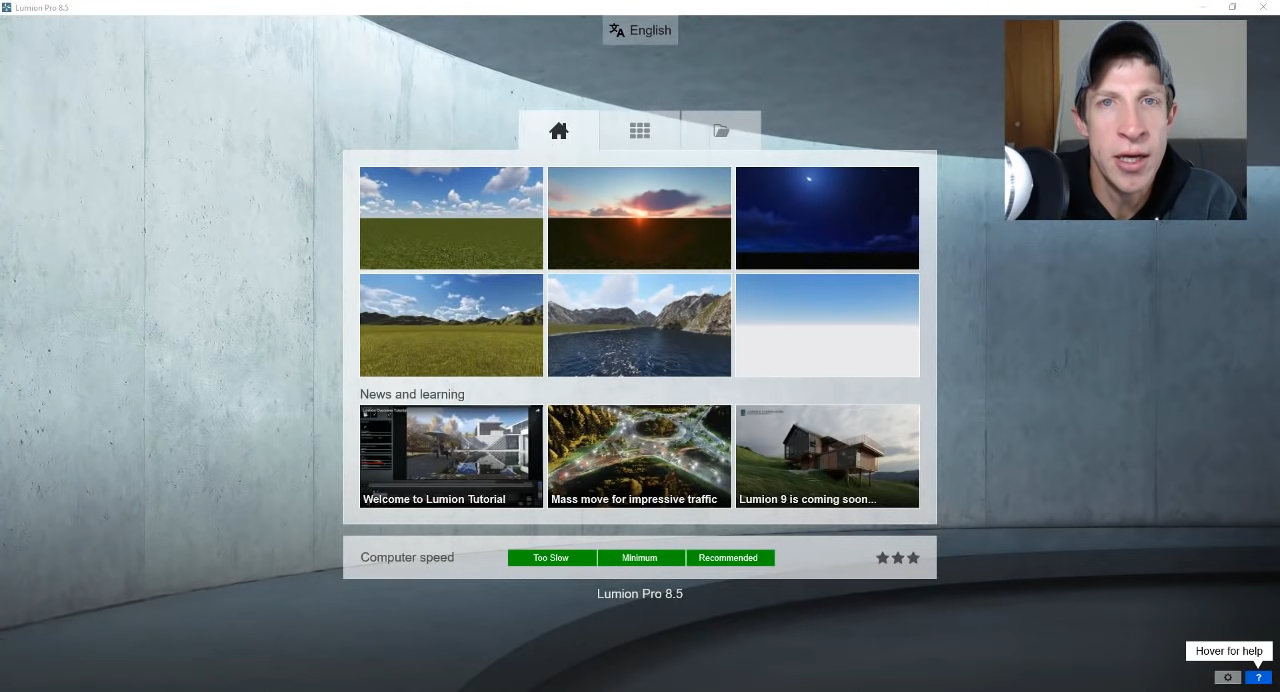 Lumion Pro 8.5
English
News and learning
Welcome to Lumion Tutorial
Mass move for impressive traffic
Lumion 9 is coming soon...
Computer speed
Too Slow
Minimum
Recommended
Lumion Pro 8.5
Hover for help
?